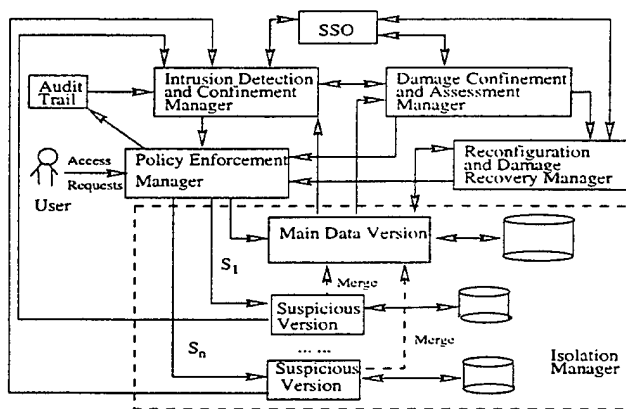 SSO
Audit
Trail
Intrusion Detection
and Confinement
Manager
Damage Confinement
and Assessment
Manager
Access
Requests
User
Policy Enforcement
Manager
Reconfiguration
and Damage
Recovery Manager
Main Data Version
S1
Merge
Suspicious
Version
Sn
... ...
Merge
Suspicious
Version
Isolation
Manager